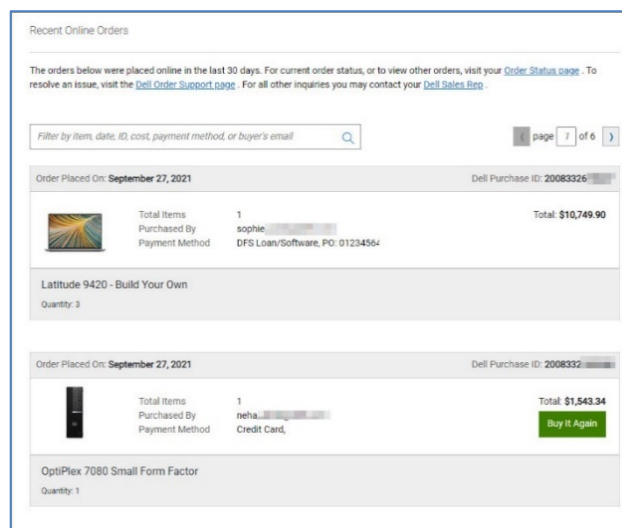 Recent Online Orders
The orders below were placed online in the last 30 days. For current order status, or to view other orders, visit your Order Status page . To
resolve an issue, visit the Dell Order Support page . For all other inquiries you may contact your Dell Sales Rep .
Filter by item, date, ID, cost, payment method, or buyer's email
page 1 of 6
Order Placed On: September 27, 2021 Dell Purchase ID: 20083326
Total Items 1 Total: $10,749.90
Purchased By sophie
Payment Method DFS Loan/Software, PO: 01234564
Latitude 9420 - Build Your Own
Quantity: 3
Order Placed On: September 27, 2021 Dell Purchase ID: 2008332
Total Items 1 Total: $1,543.34
Purchased By neha
Payment Method Credit Card,
Buy It Again
OptiPlex 7080 Small Form Factor
Quantity: 1